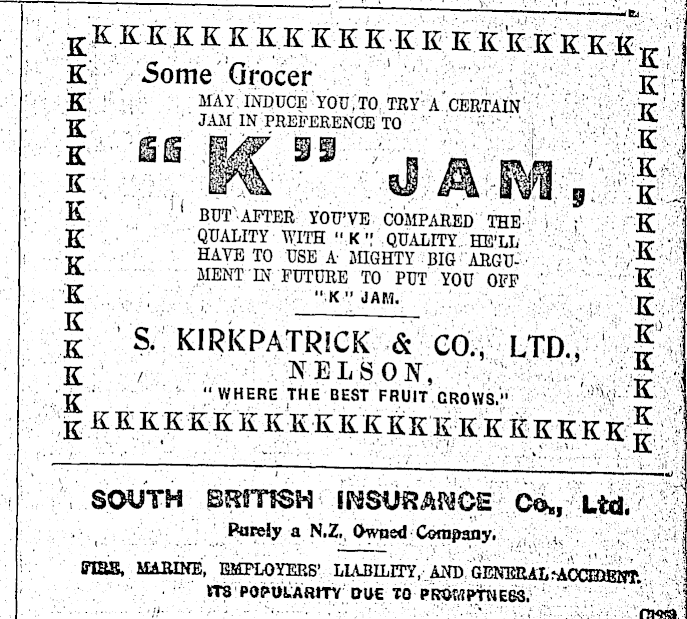 K K K K K K K K K K K K K K K K K K K K
Some Grocer
MAY INDUCE YOU TO TRY A CERTAIN
JAM IN PREFERENCE TO
"K" JAM,
BUT AFTER YOU'VE COMPARED THE
QUALITY WITH "K" QUALITY HE'LL
HAVE TO USE A MIGHTY BIG ARGU-
MENT IN FUTURE TO PUT YOU OFF
"K" JAM.
S. KIRKPATRICK & CO., LTD.,
NELSON,
"WHERE THE BEST FRUIT GROWS."
K K K K K K K K K K K K K K K K K K K K K K
SOUTH BRITISH INSURANCE Co., Ltd.
Purely a N.Z. Owned Company.
FIRE, MARINE, EMPLOYERS' LIABILITY, AND GENERAL ACCIDENT.
ITS POPULARITY DUE TO PROMPTNESS.